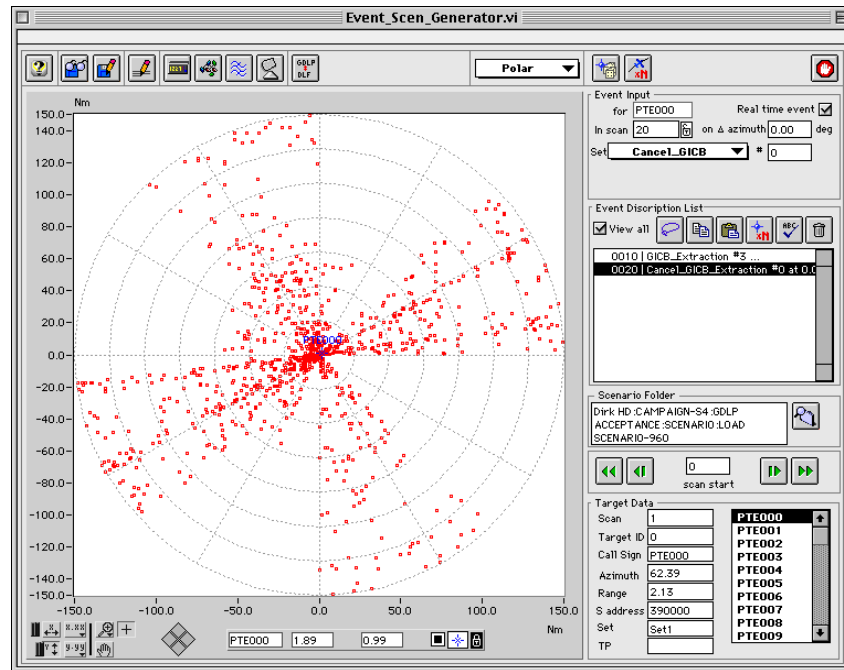 Event_Scen_Generator.vi
GDLP
DLF
Polar
xN
Nm
150.0
140.0
120.0
100.0
80.0
60.0
40.0
20.0
0.0
-20.0
-40.0
-60.0
-80.0
-100.0
-120.0
-140.0
-150.0
-150.0 -100.0 -50.0 0.0 50.0 100.0 150.0
Nm
PTE000
X.XX
Y.YY
PTE000 1.89 0.99
Event Input
for PTE000 Real time event
In scan 20 on Δ azimuth 0.00 deg
Set Cancel_GICB # 0
Event Discription List
View all xN ABC
0010 | GICB_Extraction #3 ...
0020 | Cancel_GICB_Extraction #0 at 0.0
Scenario Folder
Dirk HD:CAMPAIGN-S4:GDLP
ACCEPTANCE:SCENARIO:LOAD
SCENARIO-960
0
scan start
Target Data
Scan 1
Target ID 0
Call Sign PTE000
Azimuth 62.39
Range 2.13
S address 390000
Set Set1
TP
PTE000
PTE001
PTE002
PTE003
PTE004
PTE005
PTE006
PTE007
PTE008
PTE009